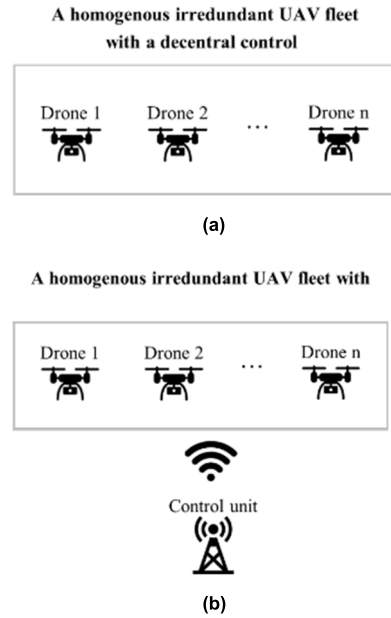 A homogenous irredundant UAV fleet
with a decentral control
Drone 1 Drone 2 ... Drone n
(a)
A homogenous irredundant UAV fleet with
Drone 1 Drone 2 ... Drone n
Control unit
(b)